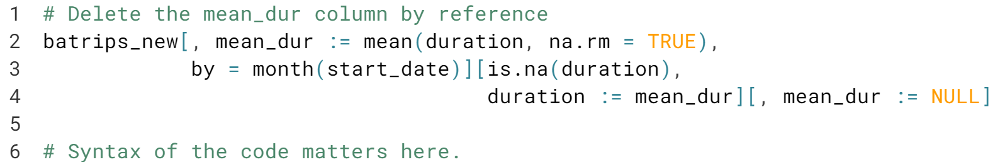 1 # Delete the mean_dur column by reference
2 batrips_new[, mean_dur := mean(duration, na.rm = TRUE),
3             by = month(start_date)][is.na(duration),
4                                     duration := mean_dur][, mean_dur := NULL]
5
6 # Syntax of the code matters here.